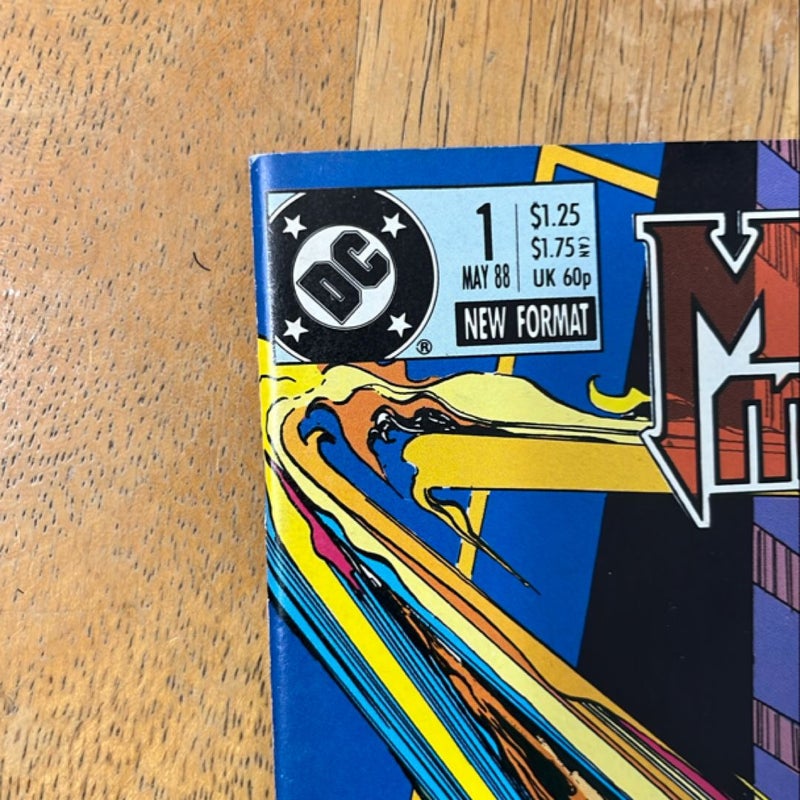 DC
®
1
MAY 88
$1.25
$1.75 CAN
UK 60p
NEW FORMAT
M
E